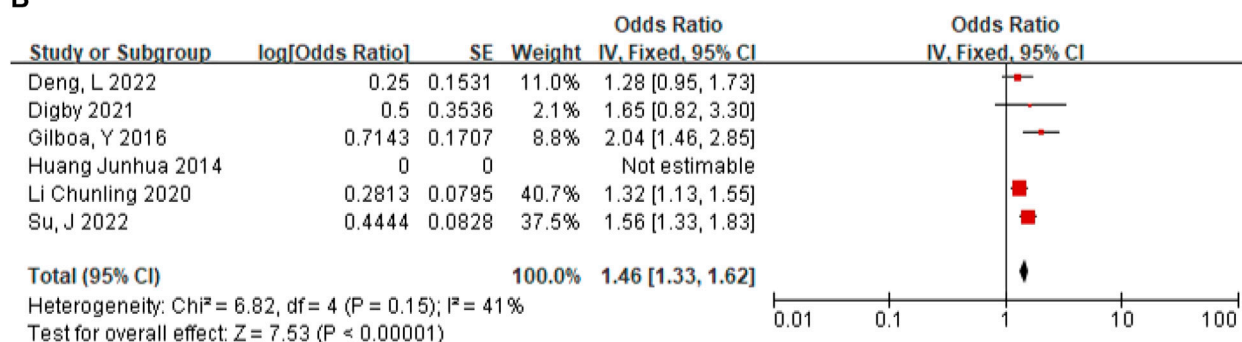 B
Odds Ratio Odds Ratio
Study or Subgroup log[Odds Ratio] SE Weight IV, Fixed, 95% CI IV, Fixed, 95% CI
Deng, L 2022 0.25 0.1531 11.0% 1.28 [0.95, 1.73]
Digby 2021 0.5 0.3536 2.1% 1.65 [0.82, 3.30]
Gilboa, Y 2016 0.7143 0.1707 8.8% 2.04 [1.46, 2.85]
Huang Junhua 2014 0 0 Not estimable
Li Chunling 2020 0.2813 0.0795 40.7% 1.32 [1.13, 1.55]
Su, J 2022 0.4444 0.0828 37.5% 1.56 [1.33, 1.83]
Total (95% CI) 100.0% 1.46 [1.33, 1.62]
Heterogeneity: Chi² = 6.82, df = 4 (P = 0.15); I² = 41%
Test for overall effect: Z = 7.53 (P < 0.00001)
0.01 0.1 1 10 100